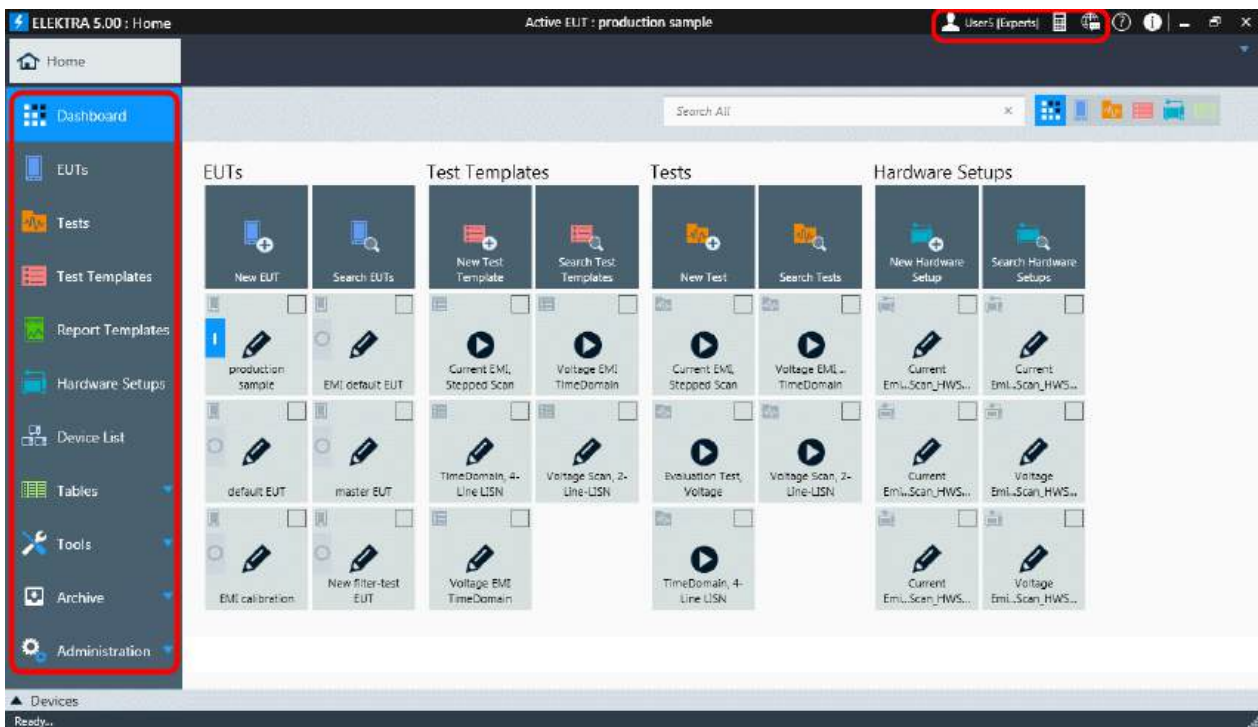 ELEKTRA 5.00 : Home
Active EUT : production sample
User5 [Experts]
Home
Dashboard
Search All
EUTs
Tests
Test Templates
Report Templates
Hardware Setups
Device List
Tables
Tools
Archive
Administration
EUTs
Test Templates
Tests
Hardware Setups
New EUT
Search EUTs
New Test
Template
Search Test
Templates
New Test
Search Tests
New Hardware
Setup
Search Hardware
Setups
production
sample
EMI default EUT
Current EMI,
Stepped Scan
Voltage EMI
TimeDomain
Current EMI,
Stepped Scan
Voltage EMI...
TimeDomain
Current
Emi...Scan_HWS...
Current
Emi...Scan_HWS...
default EUT
master EUT
TimeDomain, 4-
Line LISN
Voltage Scan, 2-
Line-LISN
Evaluation Test,
Voltage
Voltage Scan, 2-
Line-LISN
Current
Emi...Scan_HWS...
Voltage
Emi...Scan_HWS...
EMI calibration
New filter-test
EUT
Voltage EMI
TimeDomain
TimeDomain, 4-
Line LISN
Current
Emi...Scan_HWS...
Voltage
Emi...Scan_HWS...
Devices
Ready...